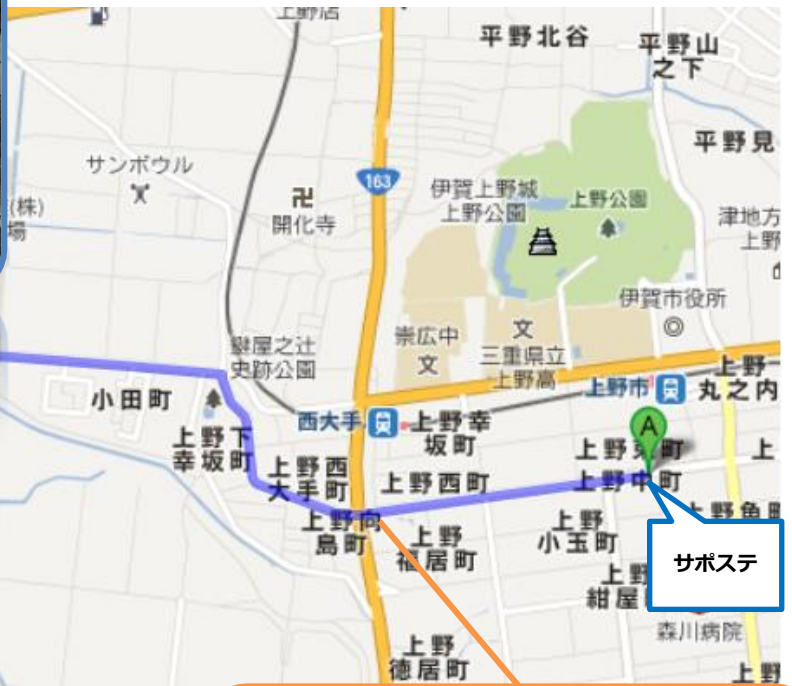 上野店
平野北谷
平野山
之下
サンボウル
平野見
163
伊賀上野城
上野公園
上野公園
卍
開化寺
(株)
場
津地方
上野
伊賀市役所
鍵屋之辻
史跡公園
崇広中
文
文
三重県立
上野高
小田町
上野市
上野
丸之内
西大手
上野幸
坂町
A
上野下
幸坂町
上野東町
上
上野西
大手町
上野西町
上野中町
上野向
島町
上野
福居町
上野
小玉町
上野角町
サポステ
上野
紺屋
森川病院
上野
徳居町
上野